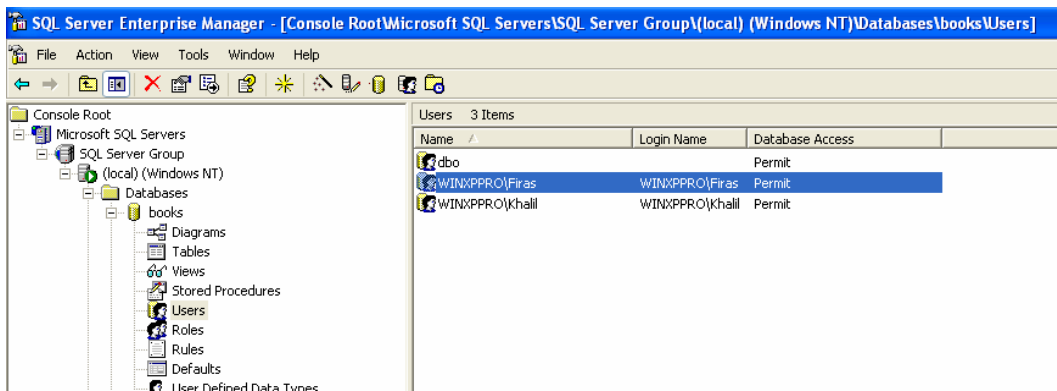 SQL Server Enterprise Manager - [Console Root\Microsoft SQL Servers\SQL Server Group\(local) (Windows NT)\Databases\books\Users]
File Action View Tools Window Help
Console Root
Microsoft SQL Servers
SQL Server Group
(local) (Windows NT)
Databases
books
Diagrams
Tables
Views
Stored Procedures
Users
Roles
Rules
Defaults
User Defined Data Types
Users 3 Items
Name Login Name Database Access
dbo Permit
WINXPPRO\Firas WINXPPRO\Firas Permit
WINXPPRO\Khalil WINXPPRO\Khalil Permit